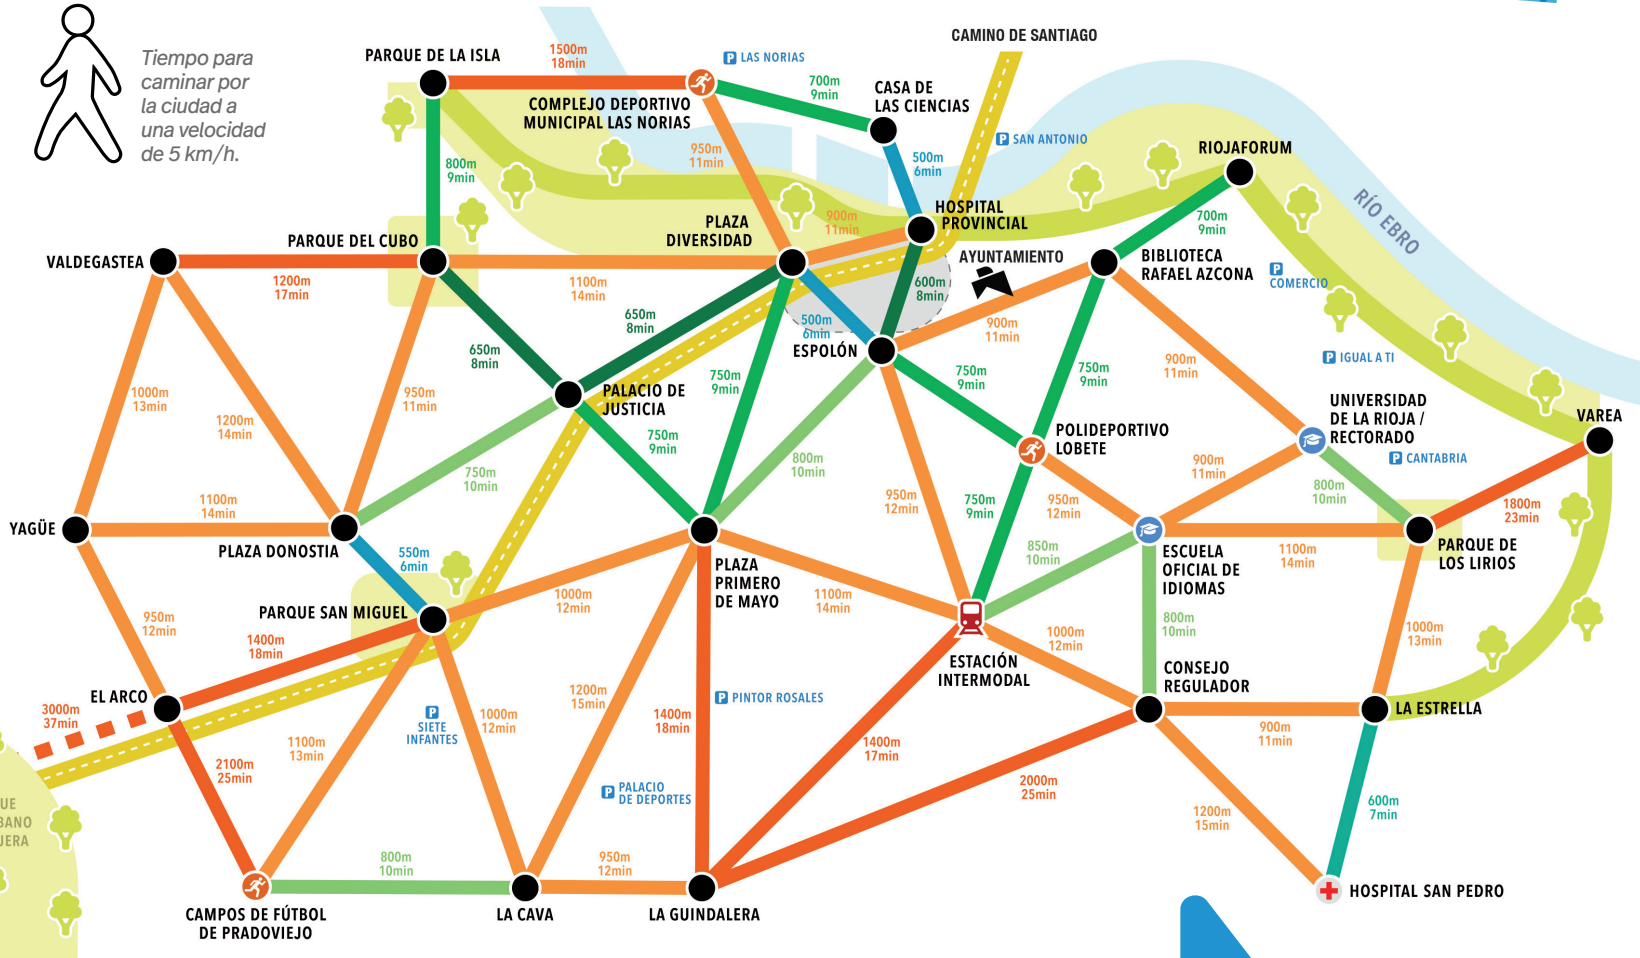 Tiempo para
caminar por
la ciudad a
una velocidad
de 5 km/h.
PARQUE DE LA ISLA
1500m
18min
P LAS NORIAS
CAMINO DE SANTIAGO
COMPLEJO DEPORTIVO
MUNICIPAL LAS NORIAS
700m
9min
CASA DE
LAS CIENCIAS
P SAN ANTONIO
RIOJAFORUM
800m
9min
950m
11min
500m
6min
RÍO EBRO
PARQUE DEL CUBO
PLAZA
DIVERSIDAD
900m
11min
HOSPITAL
PROVINCIAL
700m
9min
VALDEGASTEA
1200m
17min
1100m
14min
AYUNTAMIENTO
600m
8min
BIBLIOTECA
RAFAEL AZCONA
P
COMERCIO
650m
8min
650m
8min
500m
6min
ESPOLÓN
900m
11min
P IGUAL A TI
1000m
13min
1200m
14min
950m
11min
PALACIO DE
JUSTICIA
750m
9min
750m
9min
750m
9min
900m
11min
UNIVERSIDAD
DE LA RIOJA /
RECTORADO
VAREA
750m
9min
POLIDEPORTIVO
LOBETE
P CANTABRIA
750m
10min
800m
10min
900m
11min
800m
10min
1100m
14min
950m
12min
750m
9min
950m
12min
1800m
23min
YAGÜE
PLAZA DONOSTIA
550m
6min
850m
10min
ESCUELA
OFICIAL DE
IDIOMAS
1100m
14min
PARQUE DE
LOS LIRIOS
PARQUE SAN MIGUEL
1000m
12min
PLAZA
PRIMERO
DE MAYO
1100m
14min
950m
12min
1400m
18min
ESTACIÓN
INTERMODAL
1000m
12min
800m
10min
1000m
13min
EL ARCO
CONSEJO
REGULADOR
LA ESTRELLA
3000m
37min
P
SIETE
INFANTES
1000m
12min
1200m
15min
1400m
18min
P PINTOR ROSALES
900m
11min
2100m
25min
1100m
13min
1400m
17min
2000m
25min
P PALACIO
DE DEPORTES
1200m
15min
600m
7min
UE
BANO
JERA
800m
10min
950m
12min
HOSPITAL SAN PEDRO
CAMPOS DE FÚTBOL
DE PRADOVIEJO
LA CAVA
LA GUINDALERA